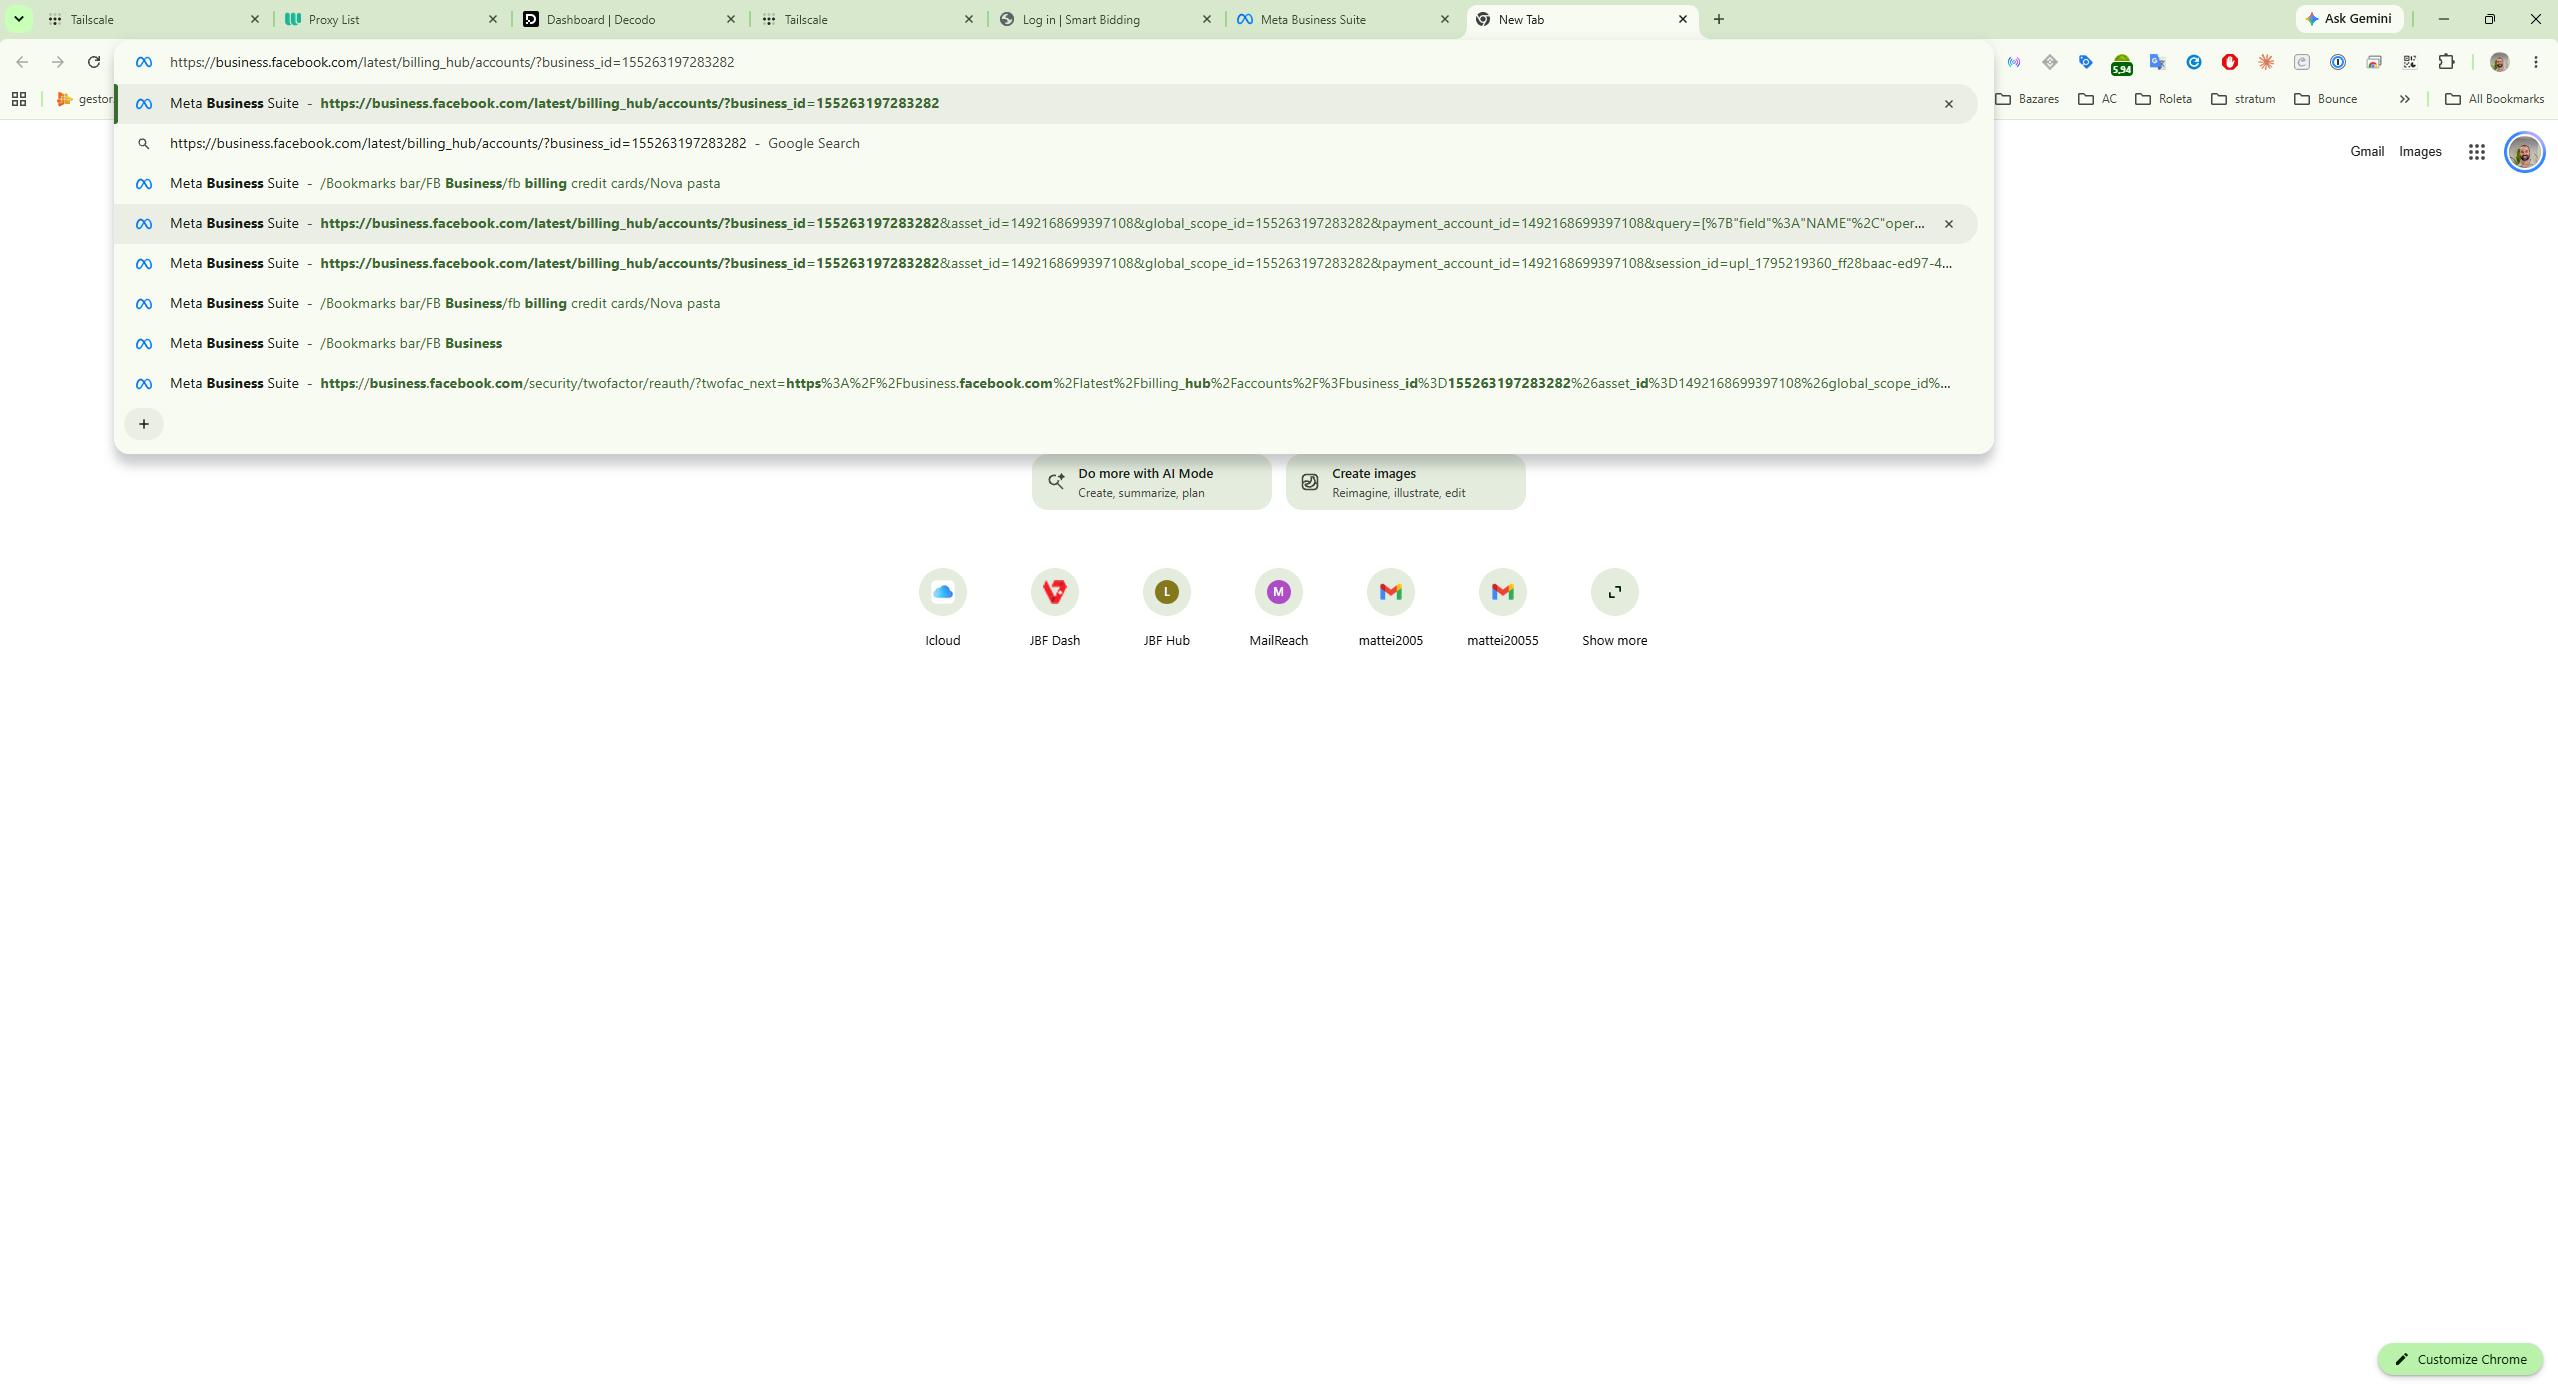 Tailscale
Proxy List
Dashboard | Decodo
Tailscale
Log in | Smart Bidding
Meta Business Suite
New Tab
Ask Gemini
https://business.facebook.com/latest/billing_hub/accounts/?business_id=155263197283282
5,94
gestor
Meta Business Suite - https://business.facebook.com/latest/billing_hub/accounts/?business_id=155263197283282
Bazares
AC
Roleta
stratum
Bounce
All Bookmarks
https://business.facebook.com/latest/billing_hub/accounts/?business_id=155263197283282 - Google Search
Gmail
Images
Meta Business Suite - /Bookmarks bar/FB Business/fb billing credit cards/Nova pasta
Meta Business Suite - https://business.facebook.com/latest/billing_hub/accounts/?business_id=155263197283282&asset_id=1492168699397108&global_scope_id=155263197283282&payment_account_id=1492168699397108&query=[%7B"field"%3A"NAME"%2C"oper...
Meta Business Suite - https://business.facebook.com/latest/billing_hub/accounts/?business_id=155263197283282&asset_id=1492168699397108&global_scope_id=155263197283282&payment_account_id=1492168699397108&session_id=upl_1795219360_ff28baac-ed97-4...
Meta Business Suite - /Bookmarks bar/FB Business/fb billing credit cards/Nova pasta
Meta Business Suite - /Bookmarks bar/FB Business
Meta Business Suite - https://business.facebook.com/security/twofactor/reauth/?twofac_next=https%3A%2F%2Fbusiness.facebook.com%2Flatest%2Fbilling_hub%2Faccounts%2F%3Fbusiness_id%3D155263197283282%26asset_id%3D1492168699397108%26global_scope_id%...
Do more with AI Mode
Create, summarize, plan
Create images
Reimagine, illustrate, edit
L
M
Icloud
JBF Dash
JBF Hub
MailReach
mattei2005
mattei20055
Show more
Customize Chrome